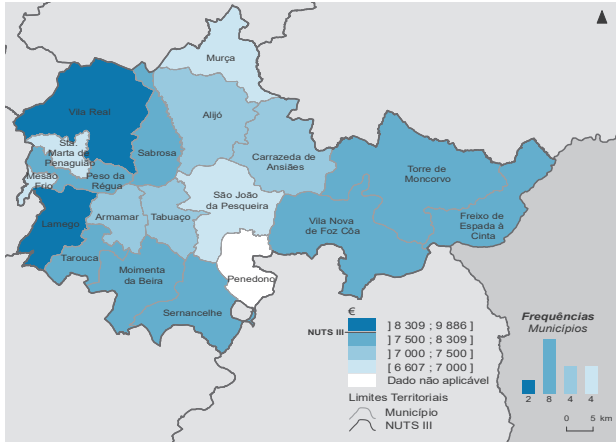 Murça
Vila Real
Alijó
Sta.
Marta de
Penaguião
Sabrosa
Carrazeda de
Ansiães
Torre de
Moncorvo
Mesão
Frio
Peso da
Régua
São João
da Pesqueira
Lamego
Armamar
Tabuaço
Vila Nova
de Foz Côa
Freixo de
Espada à
Cinta
Tarouca
Moimenta
da Beira
Penedono
Sernancelhe
€
NUTS III
] 8 309 ; 9 886 ]
] 7 500 ; 8 309 ]
] 7 000 ; 7 500 ]
[ 6 607 ; 7 000 ]
Dado não aplicável
Limites Territoriais
Município
NUTS III
Frequências
Municípios
2 8 4 4
0 5 km